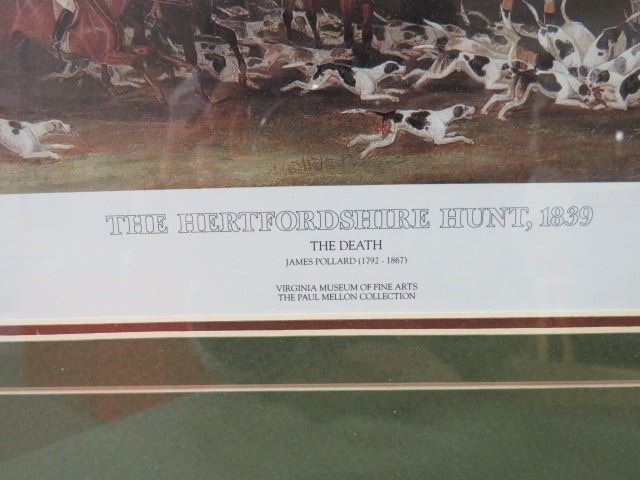 THE HERTFORDSHIRE HUNT, 1839
THE DEATH
JAMES POLLARD (1792 - 1867)
VIRGINIA MUSEUM OF FINE ARTS
THE PAUL MELLON COLLECTION